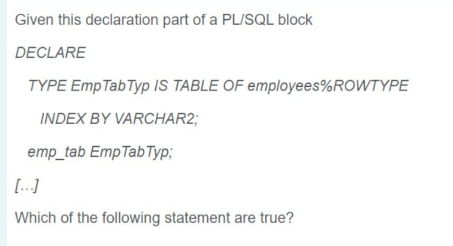 Given this declaration part of a PL/SQL block
DECLARE
TYPE EmpTabTyp IS TABLE OF employees%ROWTYPE
INDEX BY VARCHAR2;
emp_tab EmpTabTyp;
[...]
Which of the following statement are true?